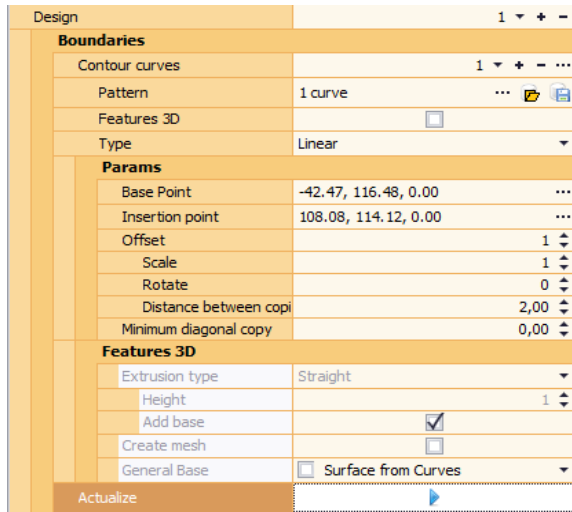 Design 1
Boundaries
Contour curves 1
Pattern 1 curve
Features 3D
Type Linear
Params
Base Point -42.47, 116.48, 0.00
Insertion point 108.08, 114.12, 0.00
Offset 1
Scale 1
Rotate 0
Distance between copi 2,00
Minimum diagonal copy 0,00
Features 3D
Extrusion type Straight
Height 1
Add base
Create mesh
General Base Surface from Curves
Actualize